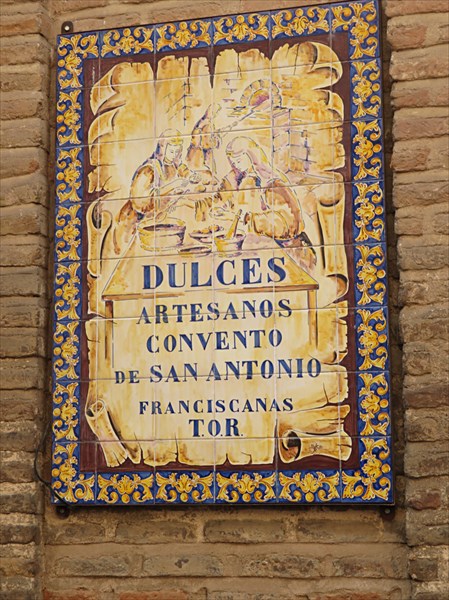 DULCES
ARTESANOS
CONVENTO
DE SAN ANTONIO
FRANCISCANAS
T.O.R.